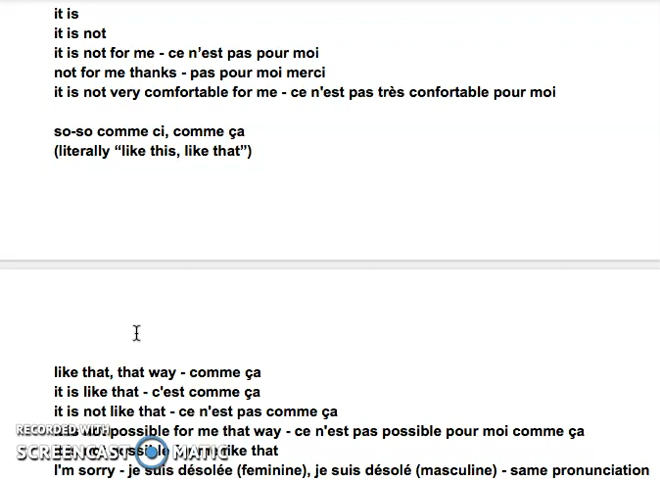 it is
it is not
it is not for me - ce n'est pas pour moi
not for me thanks - pas pour moi merci
it is not very comfortable for me - ce n'est pas très confortable pour moi
so-so comme ci, comme ça
(literally “like this, like that”)
like that, that way - comme ça
it is like that - c'est comme ça
it is not like that - ce n'est pas comme ça
possible for me that way - ce n'est pas possible pour moi comme ça
like that
I'm sorry - je suis désolée (feminine), je suis désolé (masculine) - same pronunciation
RECORDED WITH
SCREENCAST MATIC